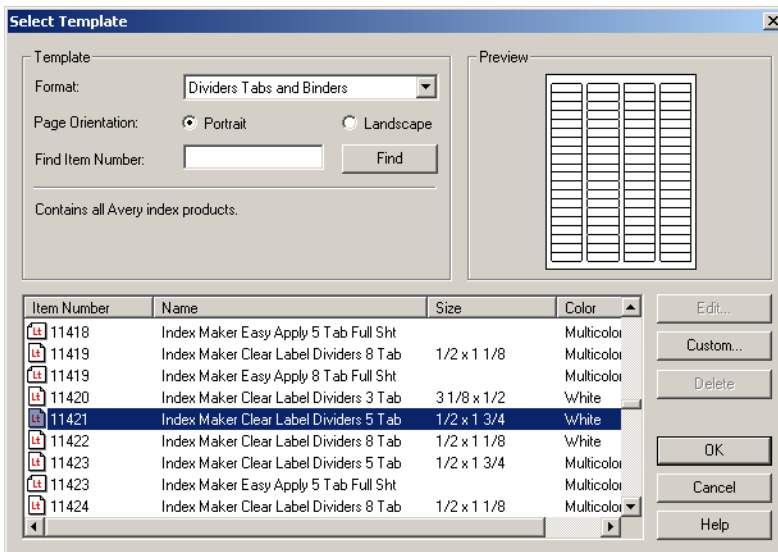 Select Template
Template
Format:
Dividers Tabs and Binders
Page Orientation:
Portrait
Landscape
Find Item Number:
Find
Contains all Avery index products.
Preview
Item Number Name Size Color
11418 Index Maker Easy Apply 5 Tab Full Sht Multicolor
11419 Index Maker Clear Label Dividers 8 Tab 1/2 x 1 1/8 Multicolor
11419 Index Maker Easy Apply 8 Tab Full Sht Multicolor
11420 Index Maker Clear Label Dividers 3 Tab 3 1/8 x 1/2 White
11421 Index Maker Clear Label Dividers 5 Tab 1/2 x 1 3/4 White
11422 Index Maker Clear Label Dividers 8 Tab 1/2 x 1 1/8 White
11423 Index Maker Clear Label Dividers 5 Tab 1/2 x 1 3/4 Multicolor
11423 Index Maker Easy Apply 5 Tab Full Sht Multicolor
11424 Index Maker Clear Label Dividers 8 Tab 1/2 x 1 1/8 Multicolor
Edit...
Custom...
Delete
OK
Cancel
Help